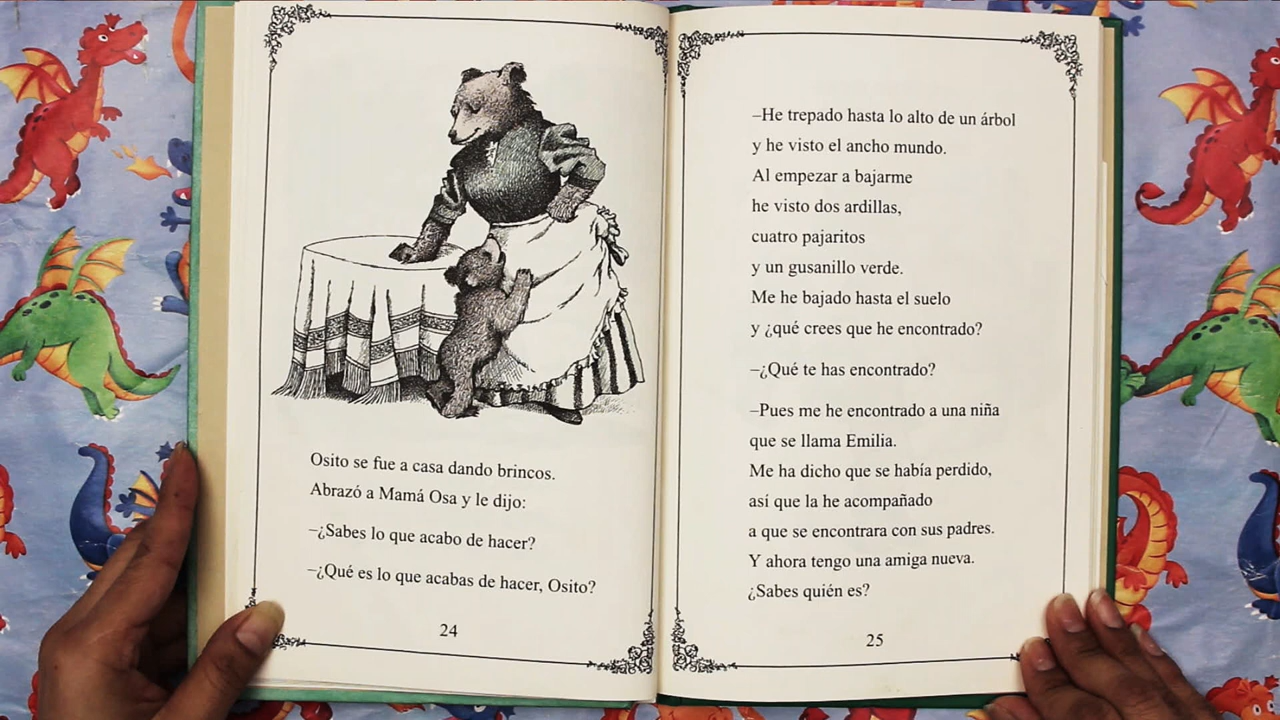 Osito se fue a casa dando brincos.
Abrazó a Mamá Osa y le dijo:
–¿Sabes lo que acabo de hacer?
–¿Qué es lo que acabas de hacer, Osito?
24
–He trepado hasta lo alto de un árbol
y he visto el ancho mundo.
Al empezar a bajarme
he visto dos ardillas,
cuatro pajaritos
y un gusanillo verde.
Me he bajado hasta el suelo
y ¿qué crees que he encontrado?
–¿Qué te has encontrado?
–Pues me he encontrado a una niña
que se llama Emilia.
Me ha dicho que se había perdido,
así que la he acompañado
a que se encontrara con sus padres.
Y ahora tengo una amiga nueva.
¿Sabes quién es?
25